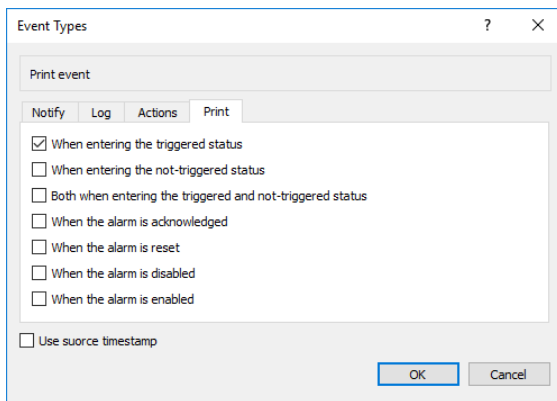 Event Types
?
Print event
Notify Log Actions Print
When entering the triggered status
When entering the not-triggered status
Both when entering the triggered and not-triggered status
When the alarm is acknowledged
When the alarm is reset
When the alarm is disabled
When the alarm is enabled
Use suorce timestamp
OK Cancel